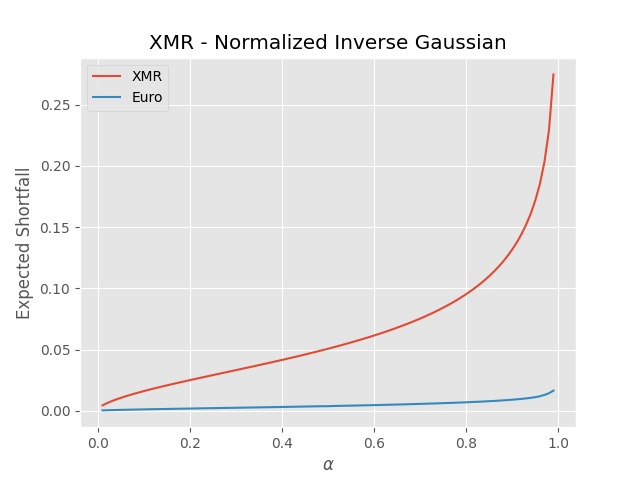 XMR - Normalized Inverse Gaussian
XMR
Euro
Expected Shortfall
0.25
0.20
0.15
0.10
0.05
0.00
0.0 0.2 0.4 0.6 0.8 1.0
α